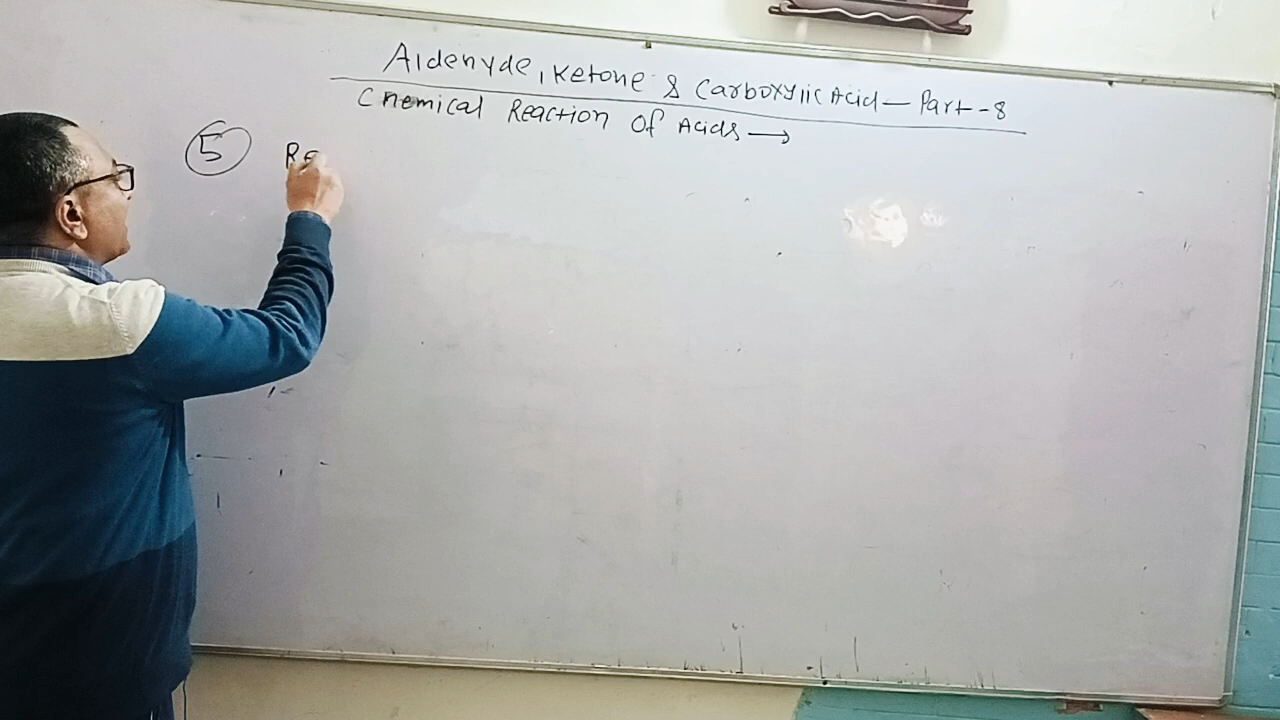 Aldehyde, Ketone & Carboxylic Acid — Part-8
Chemical Reaction Of Acids →
5 Re